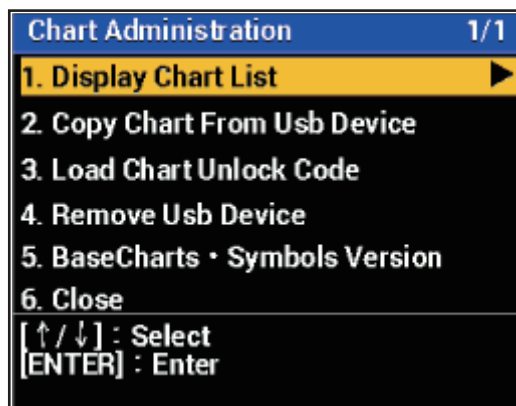 Chart Administration 1/1
1. Display Chart List ▶
2. Copy Chart From Usb Device
3. Load Chart Unlock Code
4. Remove Usb Device
5. BaseCharts・Symbols Version
6. Close
[↑/↓] : Select
[ENTER] : Enter